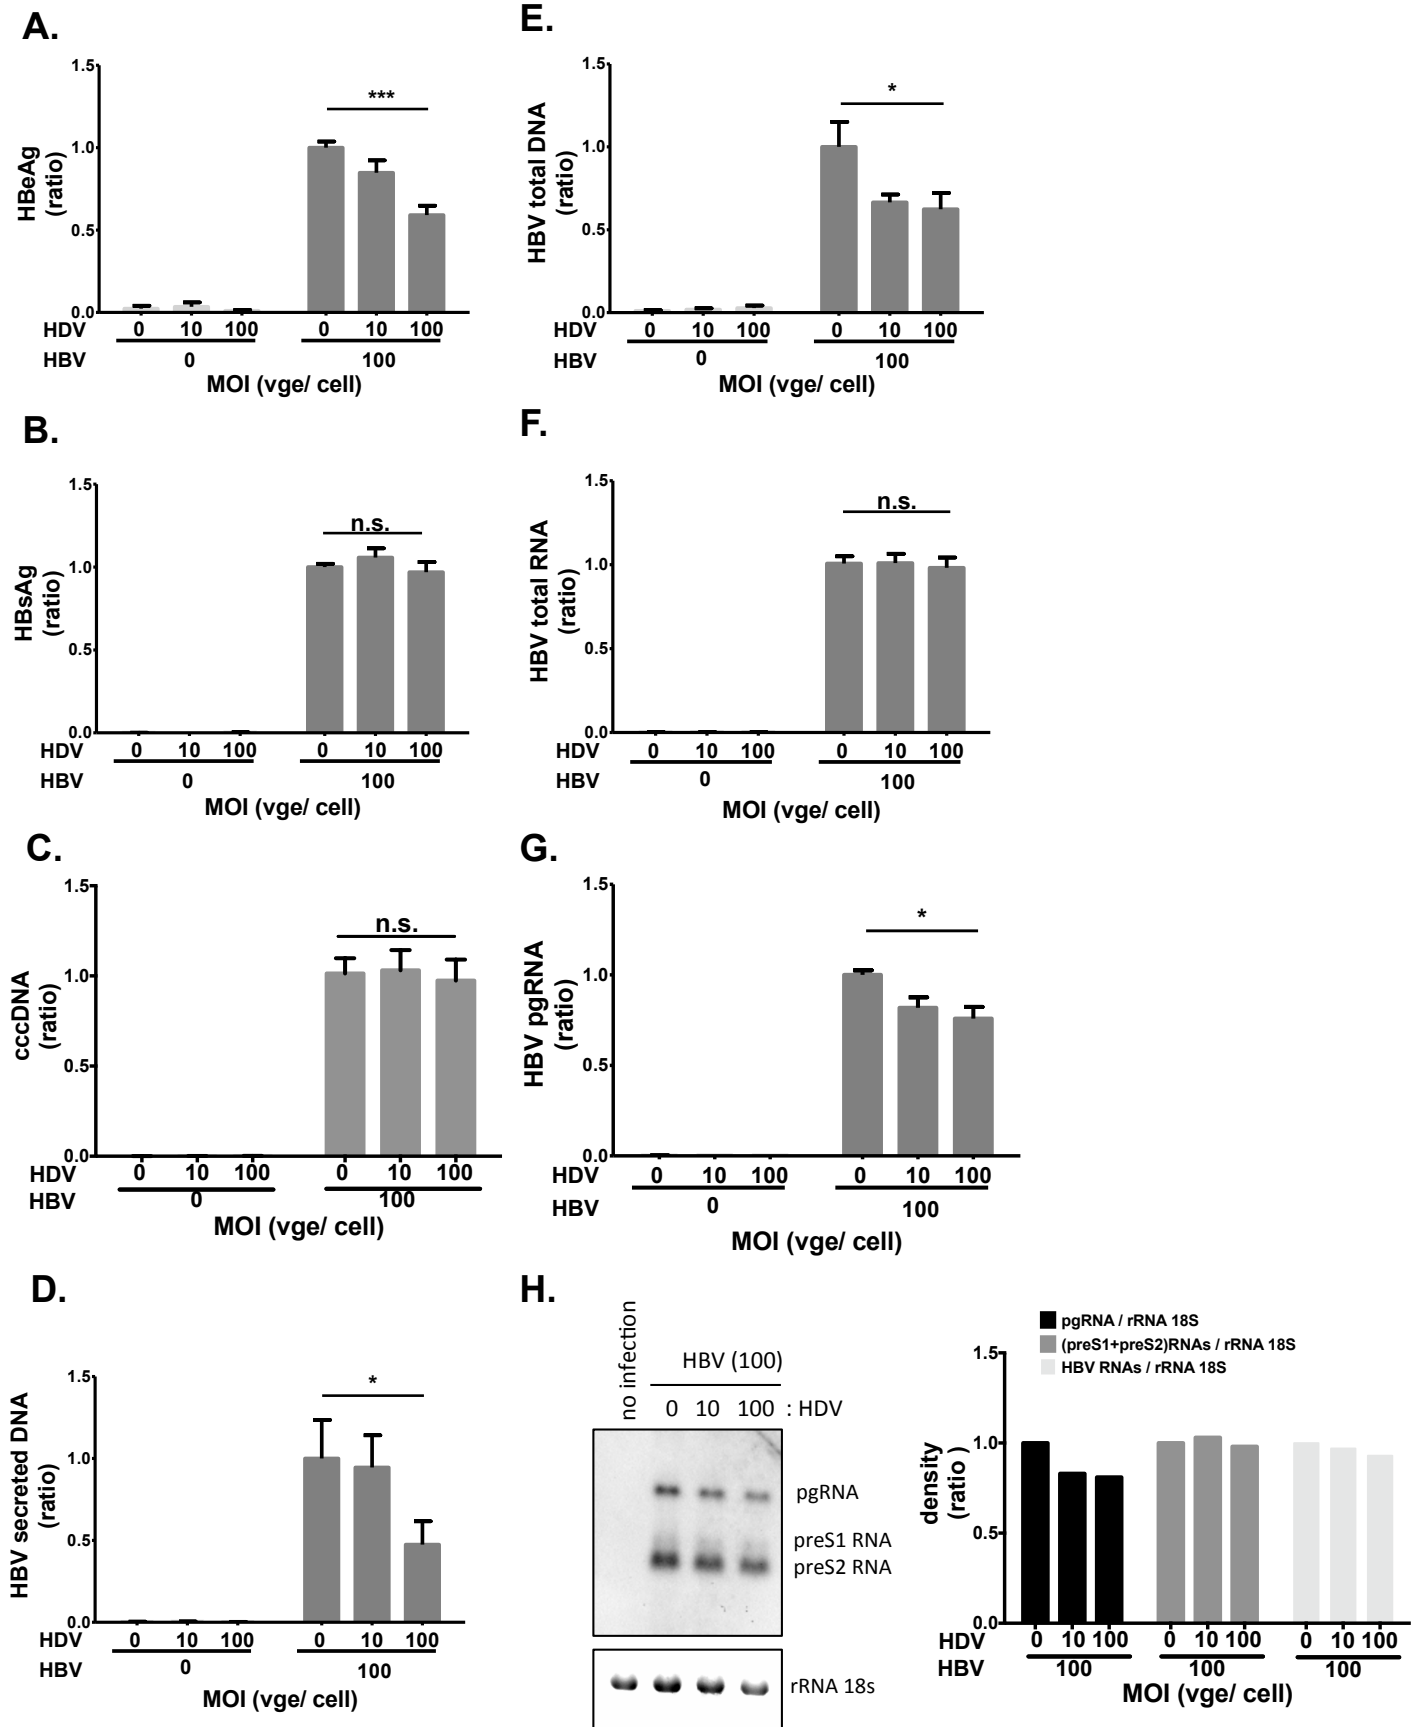 A.
1.5
***
1.0
HBeAg
(ratio)
0.5
0.0
HDV 0 10 100 0 10 100
HBV 0 100
MOI (vge/ cell)
B.
1.5
n.s.
1.0
HBsAg
(ratio)
0.5
0.0
HDV 0 10 100 0 10 100
HBV 0 100
MOI (vge/ cell)
C.
1.5
n.s.
1.0
cccDNA
(ratio)
0.5
0.0
HDV 0 10 100 0 10 100
HBV 0 100
MOI (vge/ cell)
D.
1.5
*
1.0
HBV secreted DNA
(ratio)
0.5
0.0
HDV 0 10 100 0 10 100
HBV 0 100
MOI (vge/ cell)
E.
1.5
*
1.0
HBV total DNA
(ratio)
0.5
0.0
HDV 0 10 100 0 10 100
HBV 0 100
MOI (vge/ cell)
F.
1.5
n.s.
1.0
HBV total RNA
(ratio)
0.5
0.0
HDV 0 10 100 0 10 100
HBV 0 100
MOI (vge/ cell)
G.
1.5
*
1.0
HBV pgRNA
(ratio)
0.5
0.0
HDV 0 10 100 0 10 100
HBV 0 100
MOI (vge/ cell)
H.
no infection
HBV (100)
0 10 100 : HDV
pgRNA
preS1 RNA
preS2 RNA
rRNA 18s
pgRNA / rRNA 18S
(preS1+preS2)RNAs / rRNA 18S
HBV RNAs / rRNA 18S
1.5
1.0
density
(ratio )
0.5
0.0
HDV 0 10 100 0 10 100 0 10 100
HBV 100 100 100
MOI (vge/ cell)